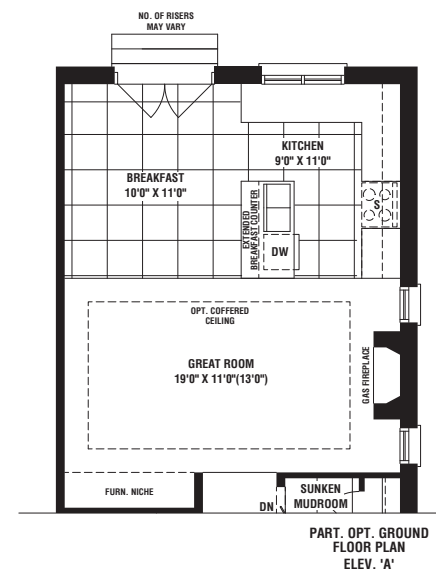 NO. OF RISERS
MAY VARY
KITCHEN
9'0" X 11'0"
BREAKFAST
10'0" X 11'0"
S
EXTENDED
BREAKFAST COUNTER
DW
OPT. COFFERED
CEILING
GREAT ROOM
19'0" X 11'0"(13'0")
GAS FIREPLACE
FURN. NICHE
DN
SUNKEN
MUDROOM
PART. OPT. GROUND
FLOOR PLAN
ELEV. 'A'